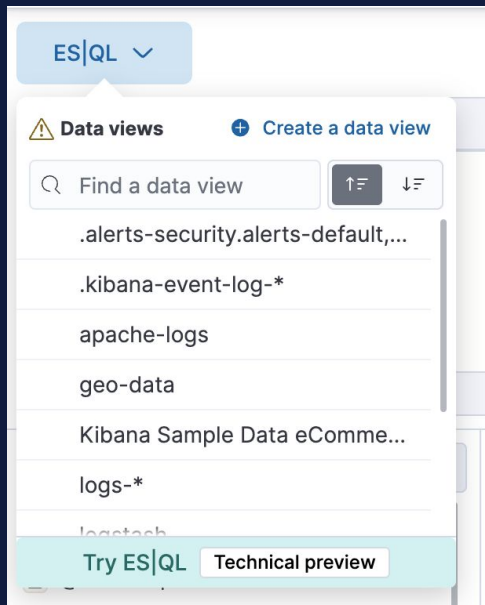 ES|QL
Data views
Create a data view
Find a data view
.alerts-security.alerts-default,...
.kibana-event-log-*
apache-logs
geo-data
Kibana Sample Data eComme...
logs-*
logstash
Try ES|QL Technical preview